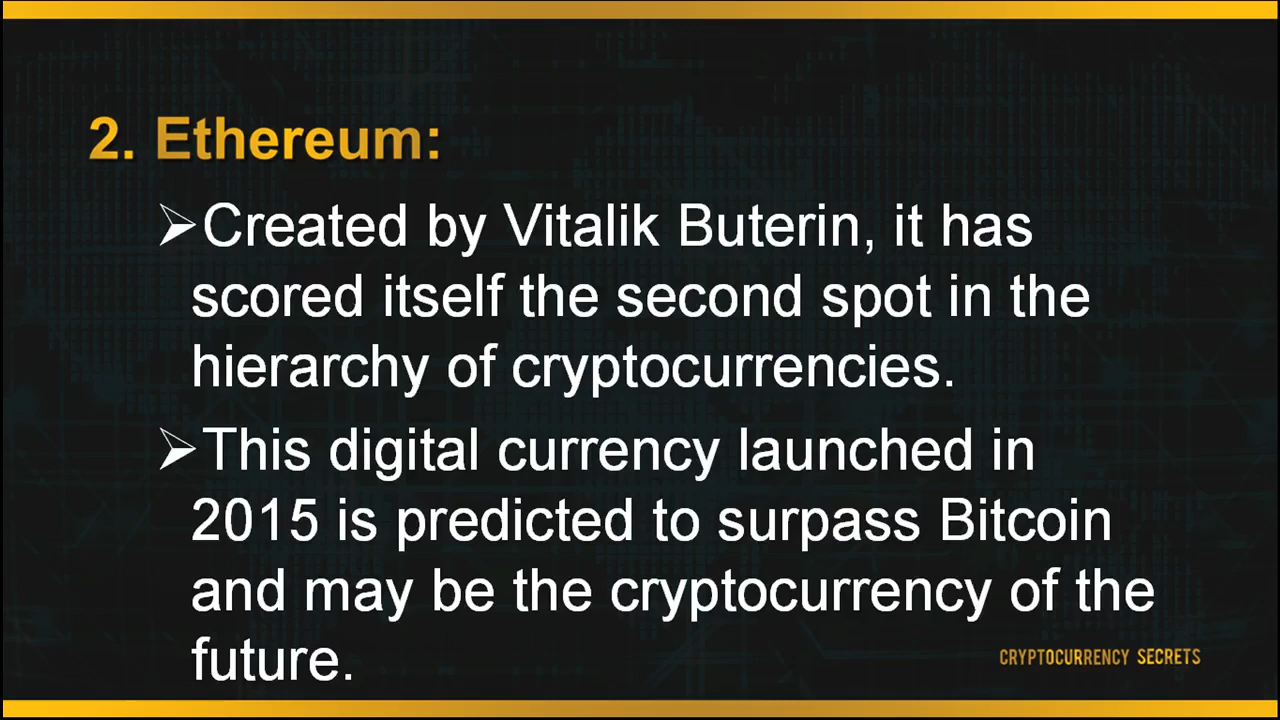 2. Ethereum:
➢Created by Vitalik Buterin, it has
scored itself the second spot in the
hierarchy of cryptocurrencies.
➢This digital currency launched in
2015 is predicted to surpass Bitcoin
and may be the cryptocurrency of the
future.
CRYPTOCURRENCY SECRETS